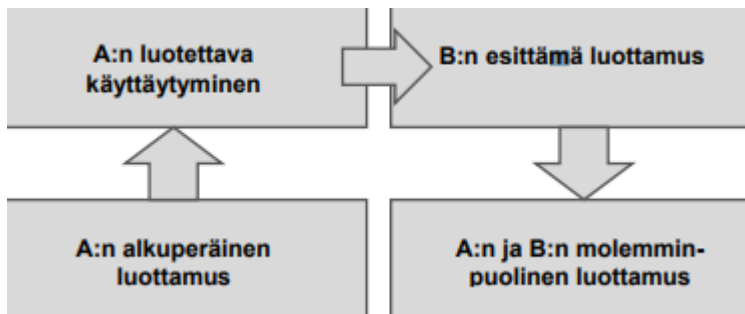 A:n luotettava
käyttäytyminen
B:n esittämä luottamus
A:n alkuperäinen
luottamus
A:n ja B:n molemmin-
puolinen luottamus